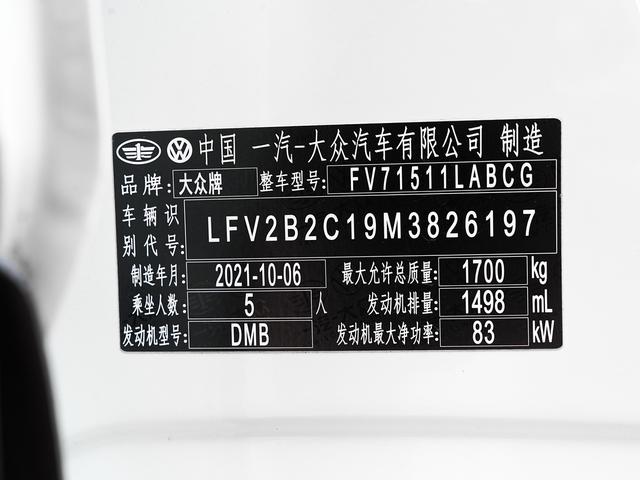 中国 一汽-大众汽车有限公司 制造
品牌: 大众牌 整车型号: FV71511LABCG
车辆识别代号: LFV2B2C19M3826197
制造年月: 2021-10-06 最大允许总质量: 1700 kg
乘坐人数: 5 人 发动机排量: 1498 mL
发动机型号: DMB 发动机最大净功率: 83 kW